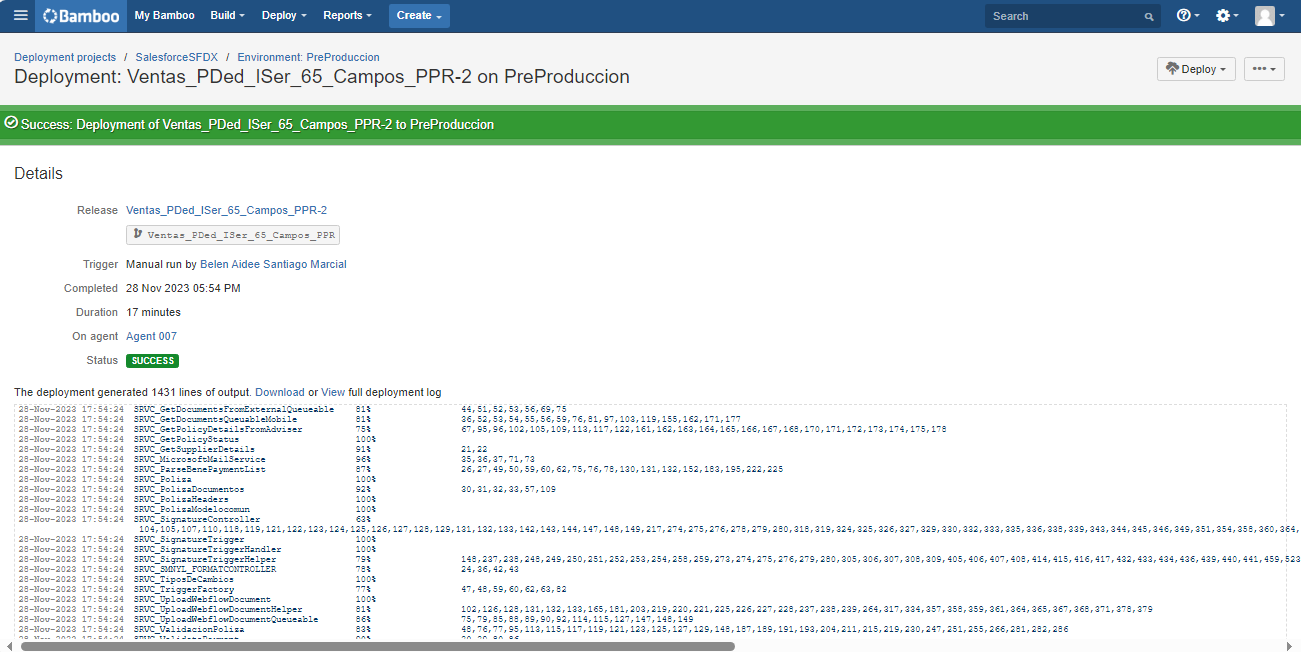 Bamboo My Bamboo Build Deploy Reports Create Search
Deployment projects / SalesforceSFDX / Environment: PreProduccion
Deployment: Ventas_PDed_ISer_65_Campos_PPR-2 on PreProduccion
Deploy
Success: Deployment of Ventas_PDed_ISer_65_Campos_PPR-2 to PreProduccion
Details
Release Ventas_PDed_ISer_65_Campos_PPR-2
Ventas_PDed_ISer_65_Campos_PPR
Trigger Manual run by Belen Aidee Santiago Marcial
Completed 28 Nov 2023 05:54 PM
Duration 17 minutes
On agent Agent 007
Status SUCCESS
The deployment generated 1431 lines of output. Download or View full deployment log
28-Nov-2023 17:54:24 SRVC_GetDocumentsFromExternalQueueable 81% 44,51,52,53,56,69,75
28-Nov-2023 17:54:24 SRVC_GetDocumentsQueuableMobile 81% 36,52,53,54,55,56,59,76,81,97,103,119,155,162,171,177
28-Nov-2023 17:54:24 SRVC_GetPolicyDetailsFromAdviser 75% 67,95,96,102,105,109,113,117,122,161,162,163,164,165,166,167,168,170,171,172,173,174,175,178
28-Nov-2023 17:54:24 SRVC_GetPolicyStatus 100%
28-Nov-2023 17:54:24 SRVC_GetSupplierDetails 91% 21,22
28-Nov-2023 17:54:24 SRVC_MicrosoftMailService 96% 35,36,37,71,73
28-Nov-2023 17:54:24 SRVC_ParseBenePaymentList 87% 26,27,49,50,59,60,62,75,76,78,130,131,132,152,183,195,222,225
28-Nov-2023 17:54:24 SRVC_Poliza 100%
28-Nov-2023 17:54:24 SRVC_PolizaDocumentos 92% 30,31,32,33,57,109
28-Nov-2023 17:54:24 SRVC_PolizaHeaders 100%
28-Nov-2023 17:54:24 SRVC_PolizaModelocomun 100%
28-Nov-2023 17:54:24 SRVC_SignatureController 63%
104,105,107,110,118,119,121,122,123,124,125,126,127,128,129,131,132,133,142,143,144,147,148,149,217,274,275,276,278,279,280,318,319,324,325,326,327,329,330,332,333,335,336,338,339,343,344,345,346,349,351,354,358,360,364,
28-Nov-2023 17:54:24 SRVC_SignatureTrigger 100%
28-Nov-2023 17:54:24 SRVC_SignatureTriggerHandler 100%
28-Nov-2023 17:54:24 SRVC_SignatureTriggerHelper 79% 148,237,238,248,249,250,251,252,253,254,258,259,273,274,275,276,279,280,305,306,307,308,309,405,406,407,408,414,415,416,417,432,433,434,436,439,440,441,459,523
28-Nov-2023 17:54:24 SRVC_SMNYL_FORMATCONTROLLER 78% 24,36,42,43
28-Nov-2023 17:54:24 SRVC_TiposDeCambios 100%
28-Nov-2023 17:54:24 SRVC_TriggerFactory 77% 47,48,59,60,62,63,82
28-Nov-2023 17:54:24 SRVC_UploadWebflowDocument 100%
28-Nov-2023 17:54:24 SRVC_UploadWebflowDocumentHelper 81% 102,126,128,131,132,133,165,181,203,219,220,221,225,226,227,228,237,238,239,264,317,334,357,358,359,361,364,365,367,368,371,378,379
28-Nov-2023 17:54:24 SRVC_UploadWebflowDocumentQueueable 86% 75,79,85,88,89,90,92,114,115,127,147,148,149
28-Nov-2023 17:54:24 SRVC_ValidacionPoliza 83% 48,76,77,95,113,115,117,119,121,123,125,127,129,148,187,189,191,193,204,211,215,219,230,247,251,255,266,281,282,286